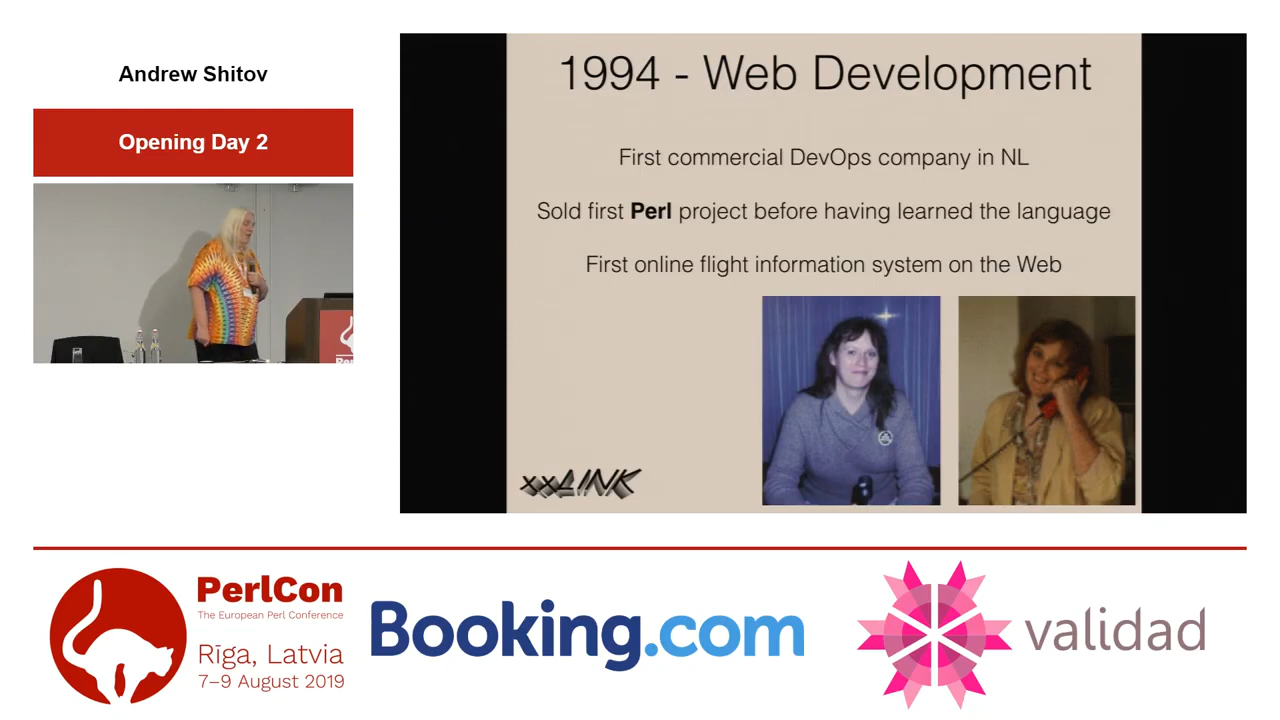 Andrew Shitov
Opening Day 2
Per
1994 - Web Development
First commercial DevOps company in NL
Sold first Perl project before having learned the language
First online flight information system on the Web
xxLINK
PerlCon
The European Perl Conference
Rīga, Latvia
7–9 August 2019
Booking.com
validad